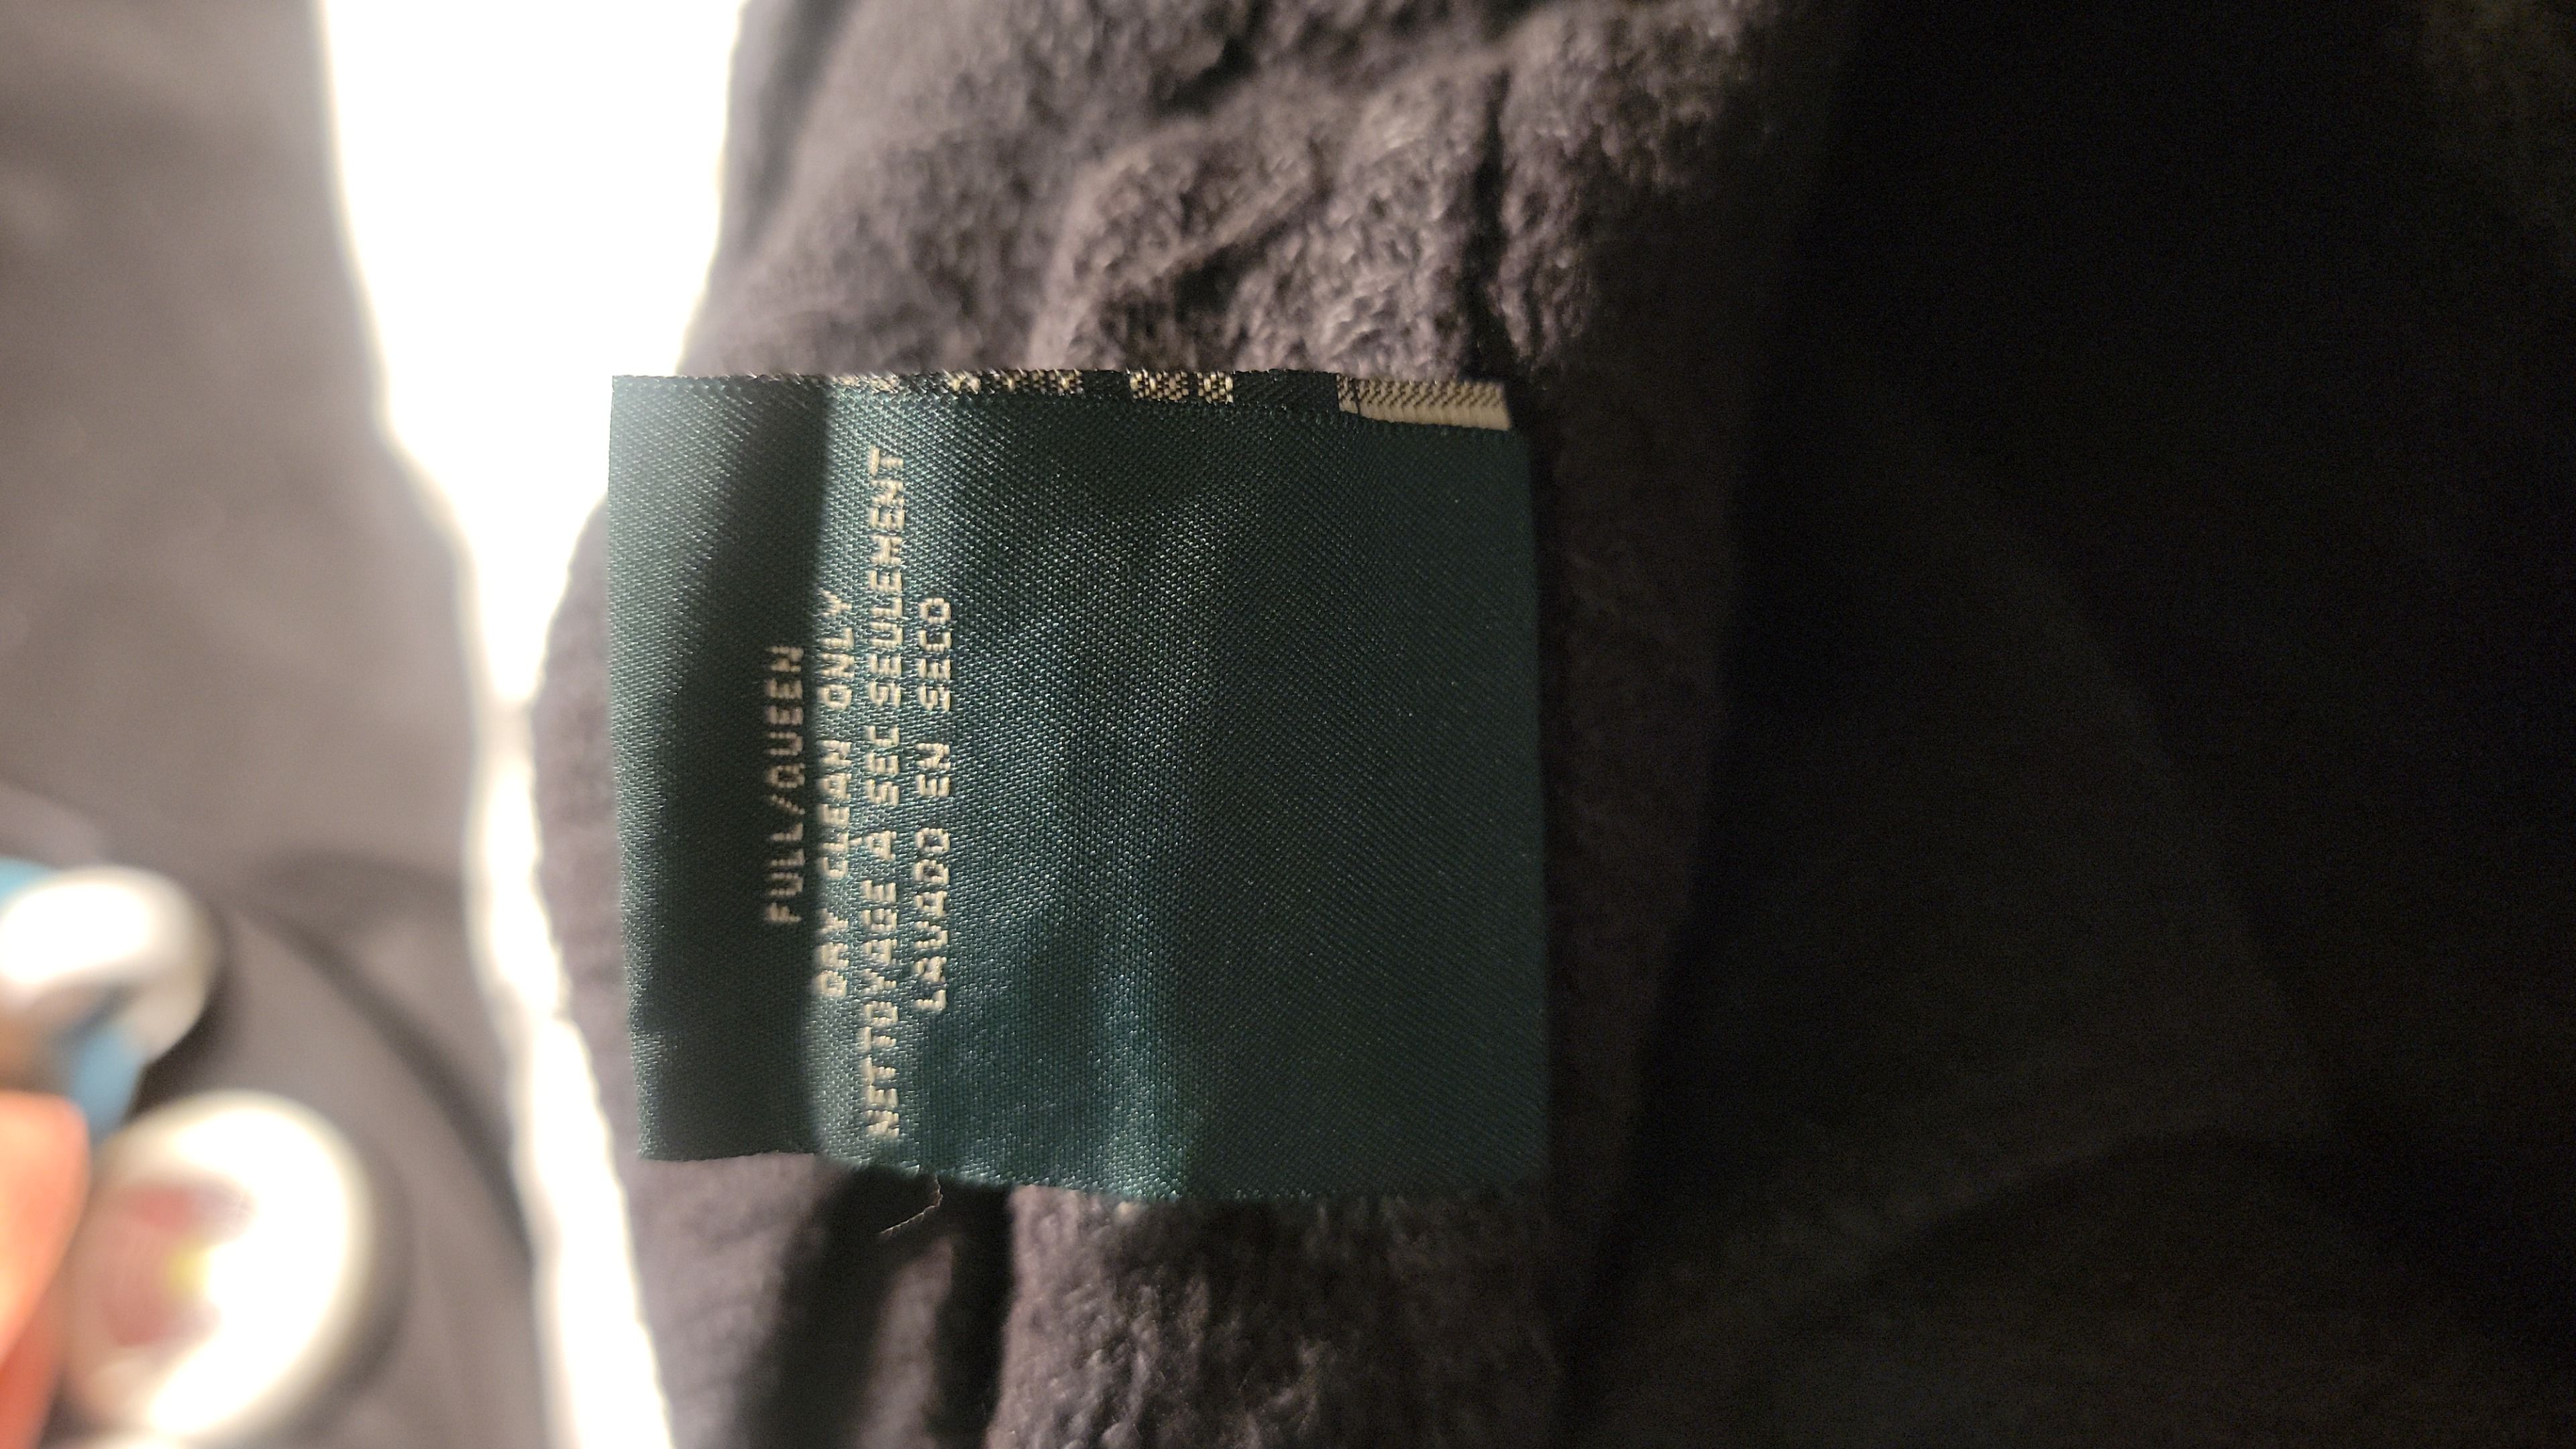 FULL/QUEEN
DRY CLEAN ONLY
NETTOYAGE À SEC SEULEMENT
LAVADO EN SECO